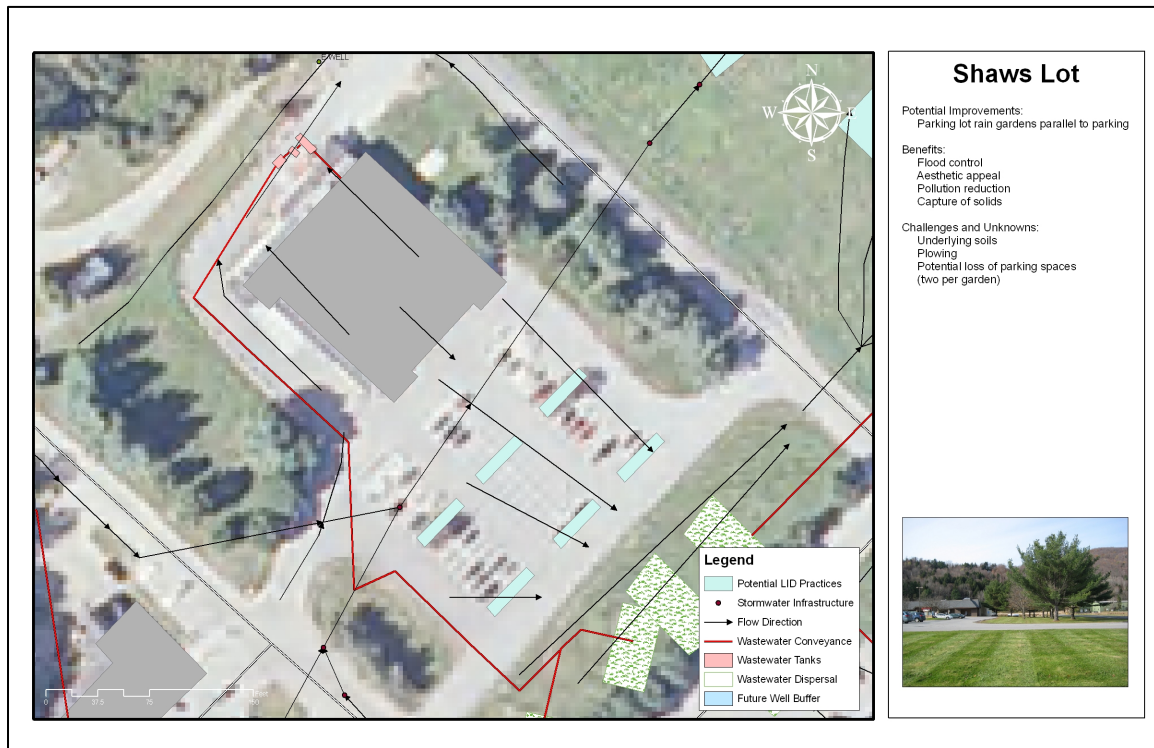 WELL
N
W
E
S
0
37.5
75
150
Legend
Potential LID Practices
Stormwater Infrastructure
Flow Direction
Wastewater Conveyance
Wastewater Tanks
Wastewater Dispersal
Future Well Buffer
Shaws Lot
Potential Improvements:
Parking lot rain gardens parallel to parking
Benefits:
Flood control
Aesthetic appeal
Pollution reduction
Capture of solids
Challenges and Unknowns:
Underlying soils
Plowing
Potential loss of parking spaces
(two per garden)